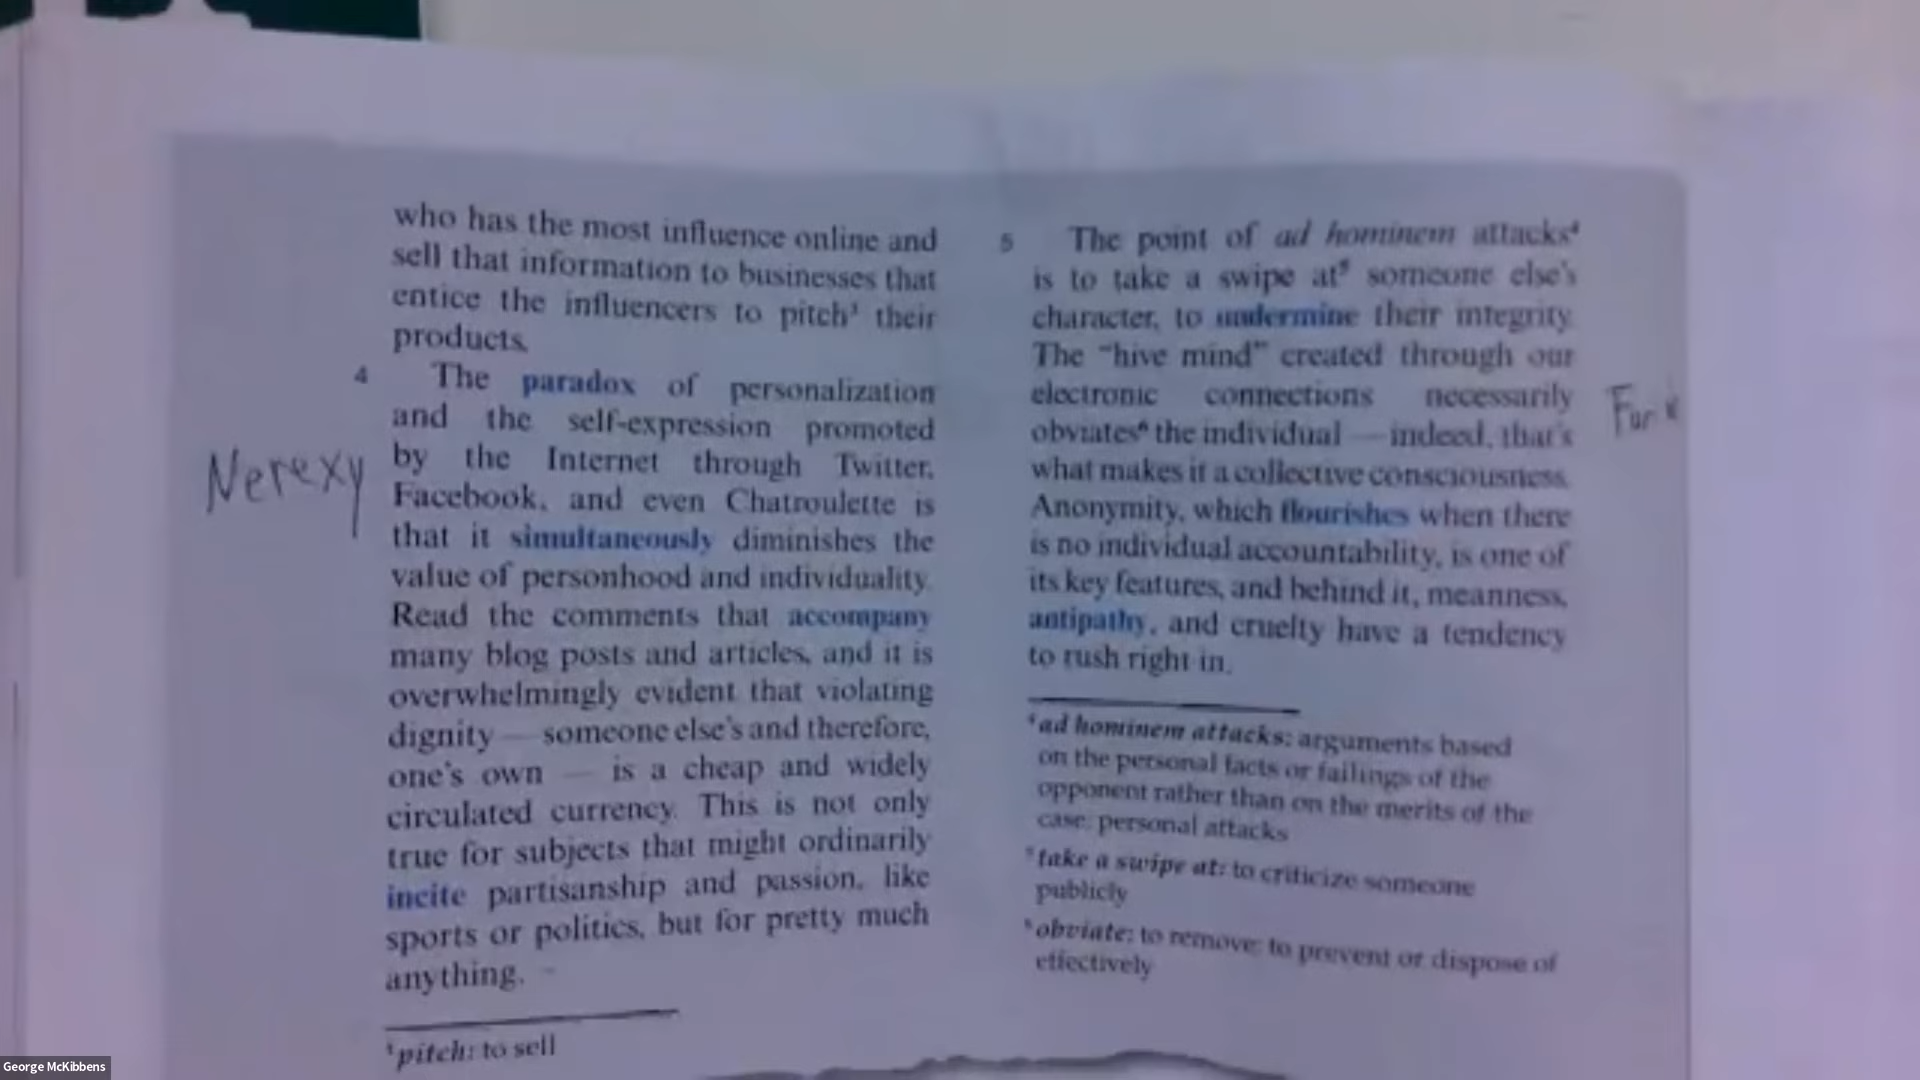 who has the most influence online and
sell that information to businesses that
entice the influencers to pitch³ their
products.
4 The paradox of personalization
and the self-expression promoted
by the Internet through Twitter,
Facebook, and even Chatroulette is
that it simultaneously diminishes the
value of personhood and individuality.
Read the comments that accompany
many blog posts and articles, and it is
overwhelmingly evident that violating
dignity — someone else's and therefore,
one's own — is a cheap and widely
circulated currency. This is not only
true for subjects that might ordinarily
incite partisanship and passion, like
sports or politics, but for pretty much
anything.
³pitch: to sell
Nerexy
5 The point of ad hominem attacks⁴
is to take a swipe at⁵ someone else's
character, to undermine their integrity.
The "hive mind" created through our
electronic connections necessarily
obviates⁶ the individual — indeed, that's
what makes it a collective consciousness.
Anonymity, which flourishes when there
is no individual accountability, is one of
its key features, and behind it, meanness,
antipathy, and cruelty have a tendency
to rush right in.
⁴ad hominem attacks: arguments based
on the personal facts or failings of the
opponent rather than on the merits of the
case; personal attacks
⁵take a swipe at: to criticize someone
publicly
⁶obviate: to remove; to prevent or dispose of
effectively
George McKibbens